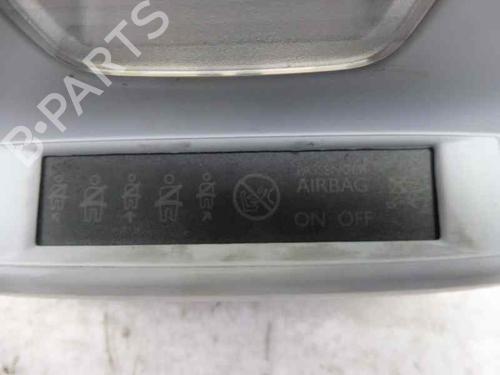 B-PARTS
PASSENGER
AIRBAG
ON OFF